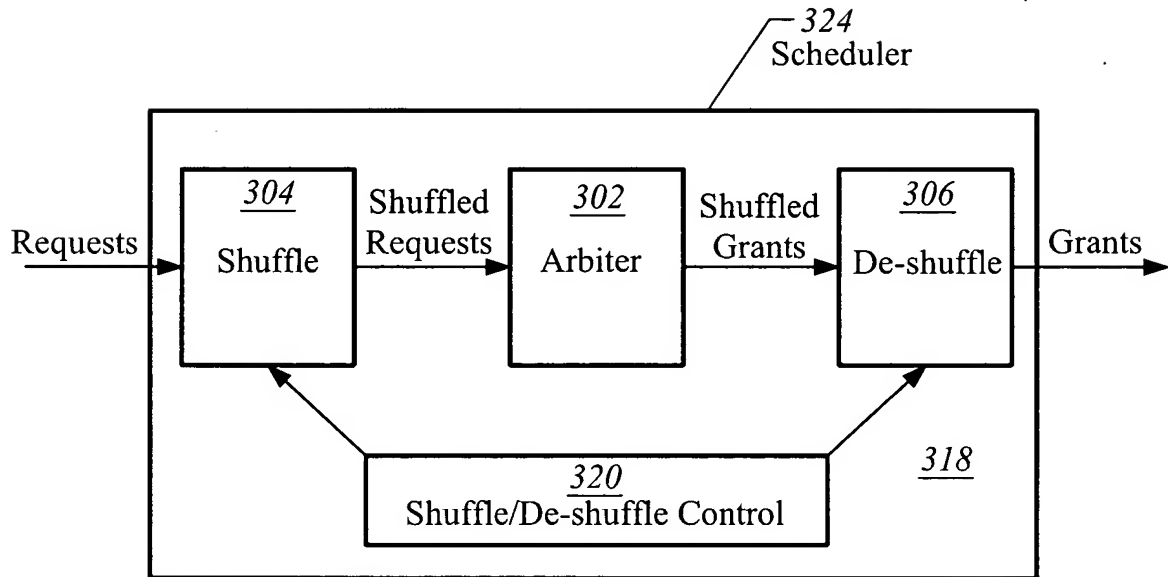 324
Scheduler
304
Shuffle
Shuffled
Requests
302
Arbiter
Shuffled
Grants
306
De-shuffle
Requests
Grants
320
Shuffle/De-shuffle Control
318